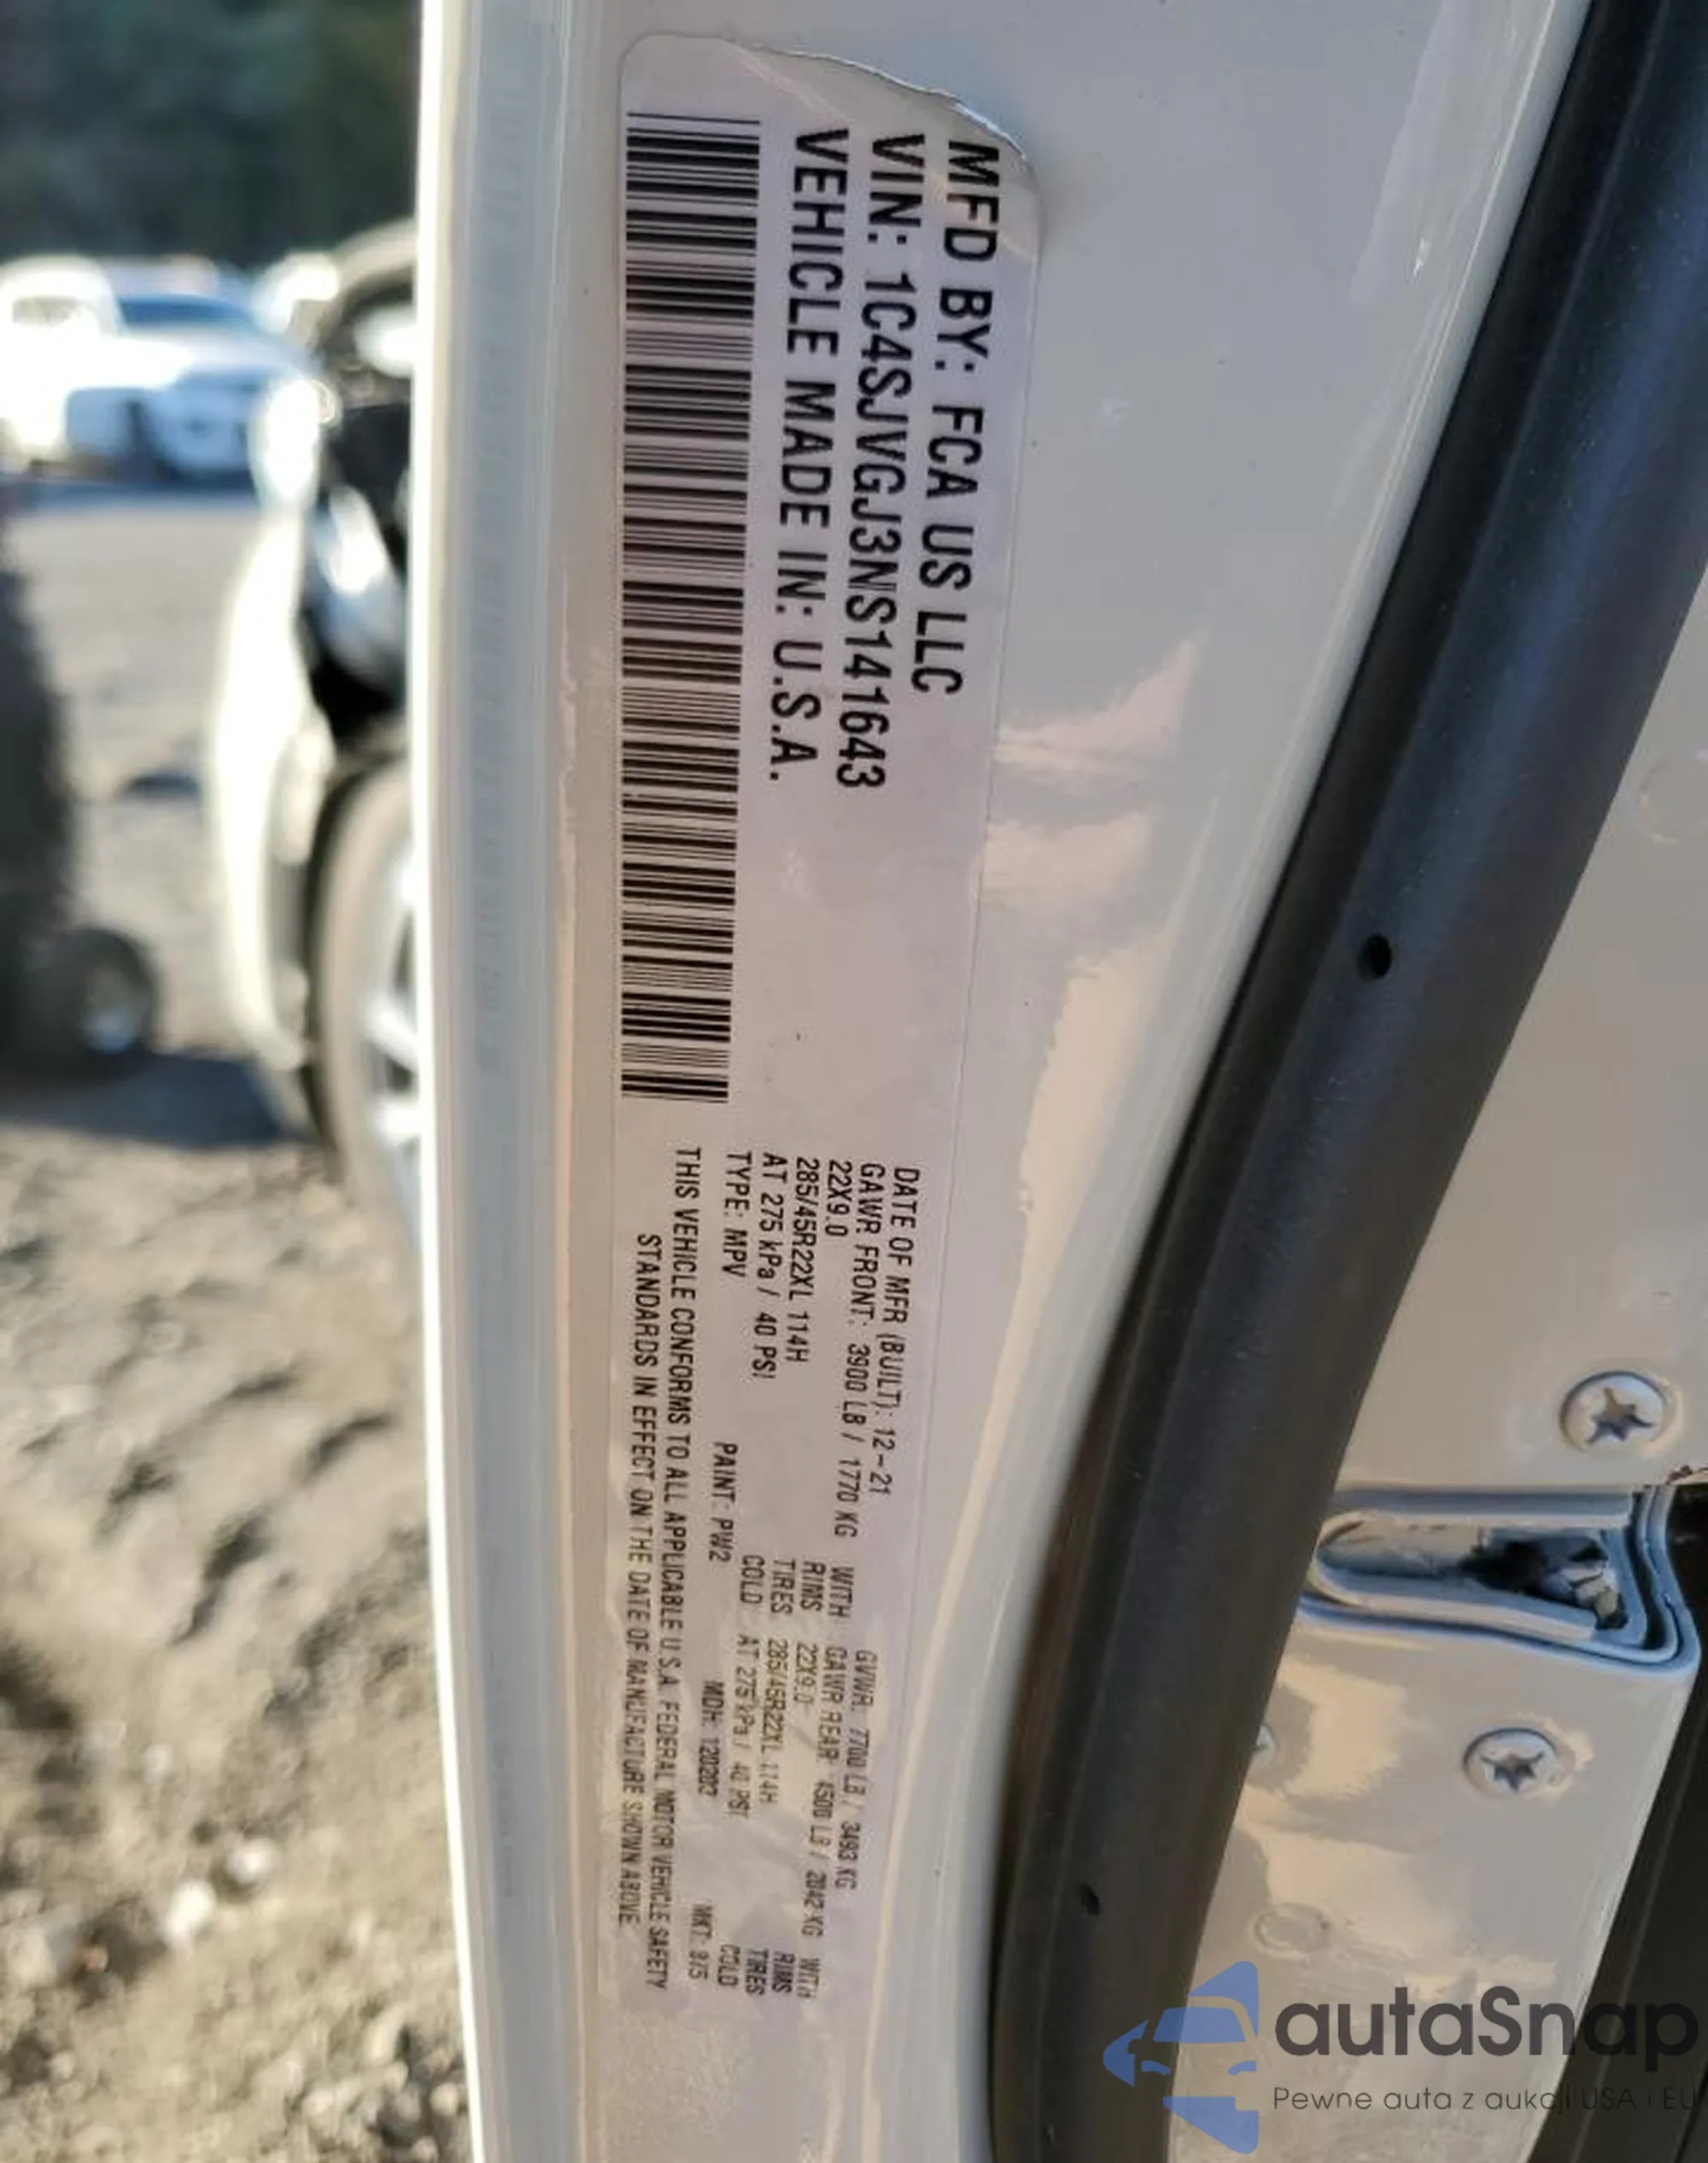 MFD BY: FCA US LLC
VIN: 1C4SJVGJ3NS141643
VEHICLE MADE IN: U.S.A.
DATE OF MFR (BUILT): 12-21 GVWR: 7700 LB / 3493 KG
GAWR FRONT: 3900 LB / 1770 KG WITH GAWR REAR 4500 LB / 2042 KG WITH
22X9.0 RIMS 22X9.0 RIMS
285/45R22XL 114H TIRES 285/45R22XL 114H TIRES
AT 275 kPa / 40 PSI COLD AT 275 kPa / 40 PSI COLD
TYPE: MPV PAINT: PW2 MDH: 120203 MKT:
THIS VEHICLE CONFORMS TO ALL APPLICABLE U.S.A. FEDERAL MOTOR VEHICLE SAFETY
STANDARDS IN EFFECT ON THE DATE OF MANUFACTURE SHOWN ABOVE
autaSnap
Pewne auta z aukcji USA i EU